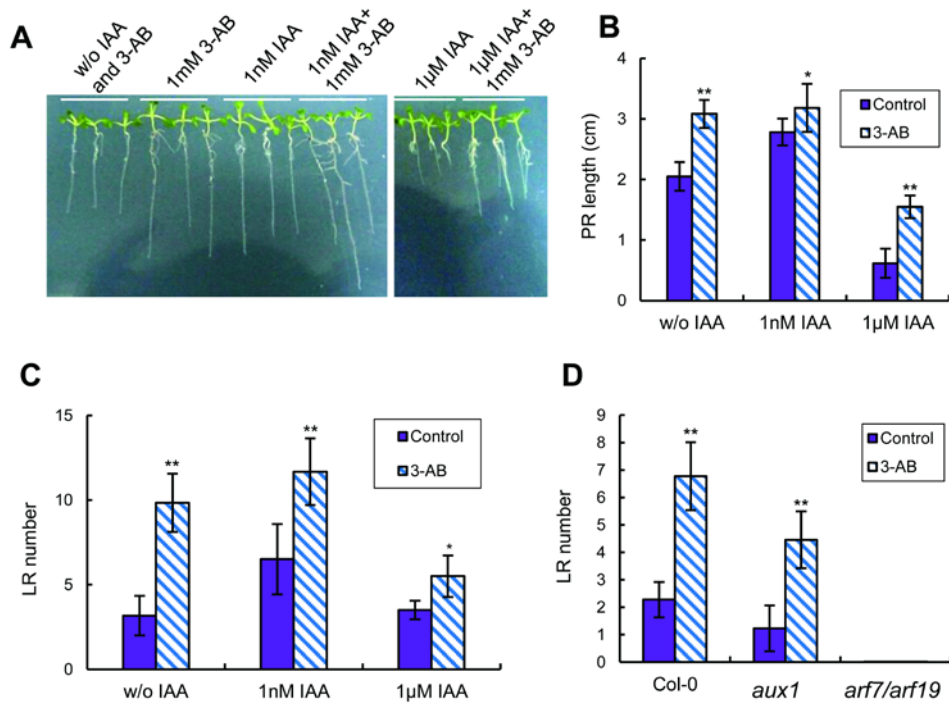 A
w/o IAA
and 3-AB
1mM 3-AB
1nM IAA
1nM IAA+
1mM 3-AB
1µM IAA
1µM IAA+
1mM 3-AB
B
PR length (cm)
4
3
2
1
0
**
*
**
Control
3-AB
w/o IAA
1nM IAA
1µM IAA
C
LR number
15
10
5
0
**
**
*
Control
3-AB
w/o IAA
1nM IAA
1µM IAA
D
LR number
9
8
7
6
5
4
3
2
1
0
**
**
Control
3-AB
Col-0
aux1
arf7/arf19